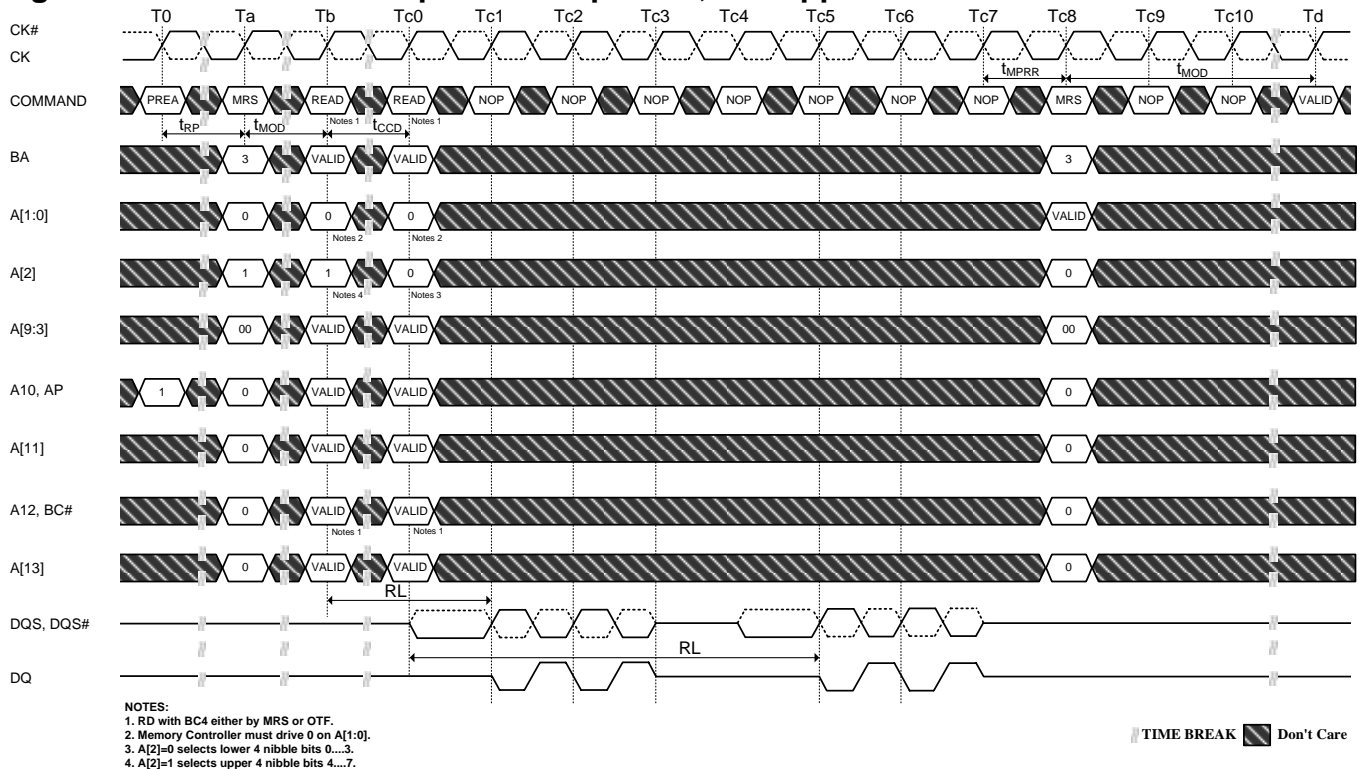 T0 Ta Tb Tc0 Tc1 Tc2 Tc3 Tc4 Tc5 Tc6 Tc7 Tc8 Tc9 Tc10 Td
CK#
CK
tMPRR tMOD
COMMAND PREA MRS READ READ NOP NOP NOP NOP NOP NOP NOP MRS NOP NOP VALID
Notes 1 Notes 1
tRP tMOD tCCD
BA 3 VALID VALID 3
A[1:0] 0 0 0 VALID
Notes 2 Notes 2
A[2] 1 1 0 0
Notes 4 Notes 3
A[9:3] 00 VALID VALID 00
A10, AP 1 0 VALID VALID 0
A[11] 0 VALID VALID 0
A12, BC# 0 VALID VALID 0
Notes 1 Notes 1
A[13] 0 VALID VALID 0
RL
DQS, DQS#
RL
DQ
NOTES:
1. RD with BC4 either by MRS or OTF.
2. Memory Controller must drive 0 on A[1:0].
3. A[2]=0 selects lower 4 nibble bits 0....3.
4. A[2]=1 selects upper 4 nibble bits 4....7.
TIME BREAK Don't Care